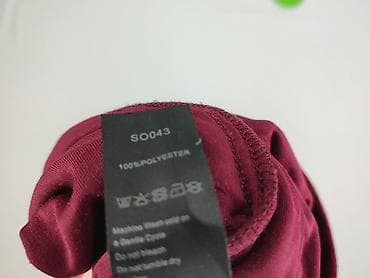 SO043
100%POLYESTER
Machine Wash cold on
a Gentle Cycle
Do not bleach
Do not tumble dry